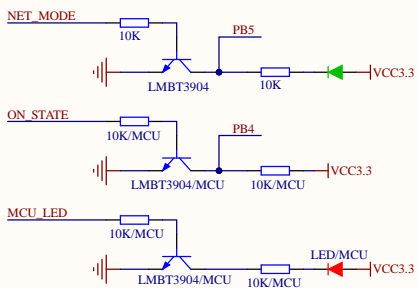 NET_MODE
10K
PB5
LMBT3904
10K
VCC3.3
ON_STATE
10K/MCU
PB4
LMBT3904/MCU
10K/MCU
VCC3.3
MCU_LED
10K/MCU
LMBT3904/MCU
10K/MCU
LED/MCU
VCC3.3